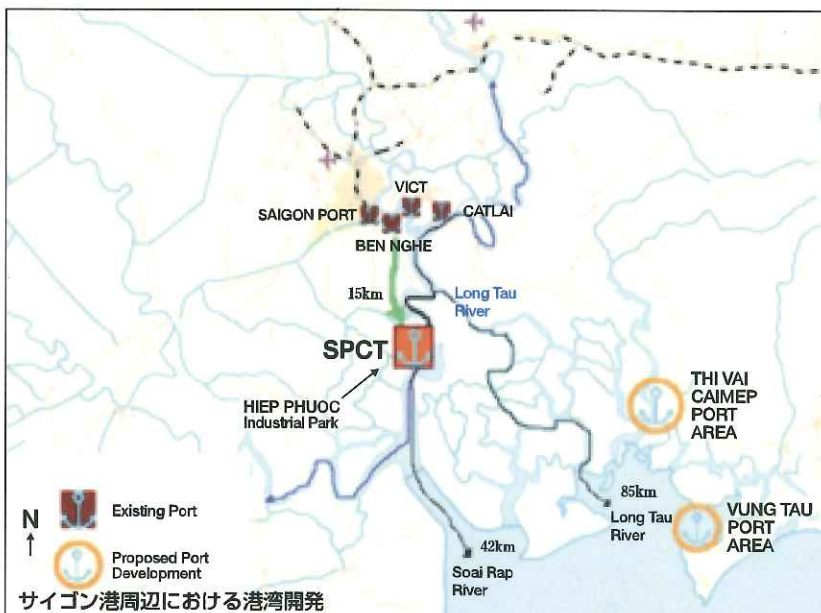 VICT
SAIGON PORT
CATLAI
BEN NGHE
15km
Long Tau
River
SPCT
HIEP PHUOC
Industrial Park
THI VAI
CAIMEP
PORT
AREA
85km
Long Tau
River
VUNG TAU
PORT
AREA
42km
Soai Rap
River
N
Existing Port
Proposed Port
Development
サイゴン港周辺における港湾開発